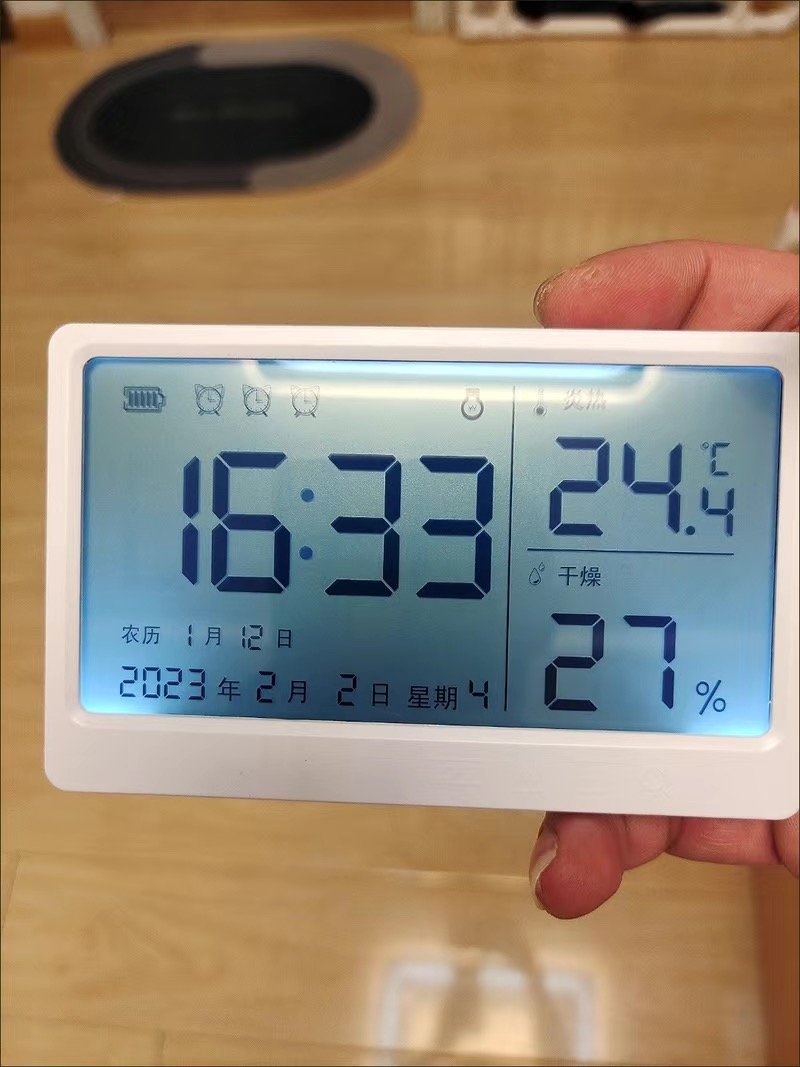 16:33
农历 1月 12日
2023年 2月 2日 星期4
炎热
24.4℃
干燥
27%